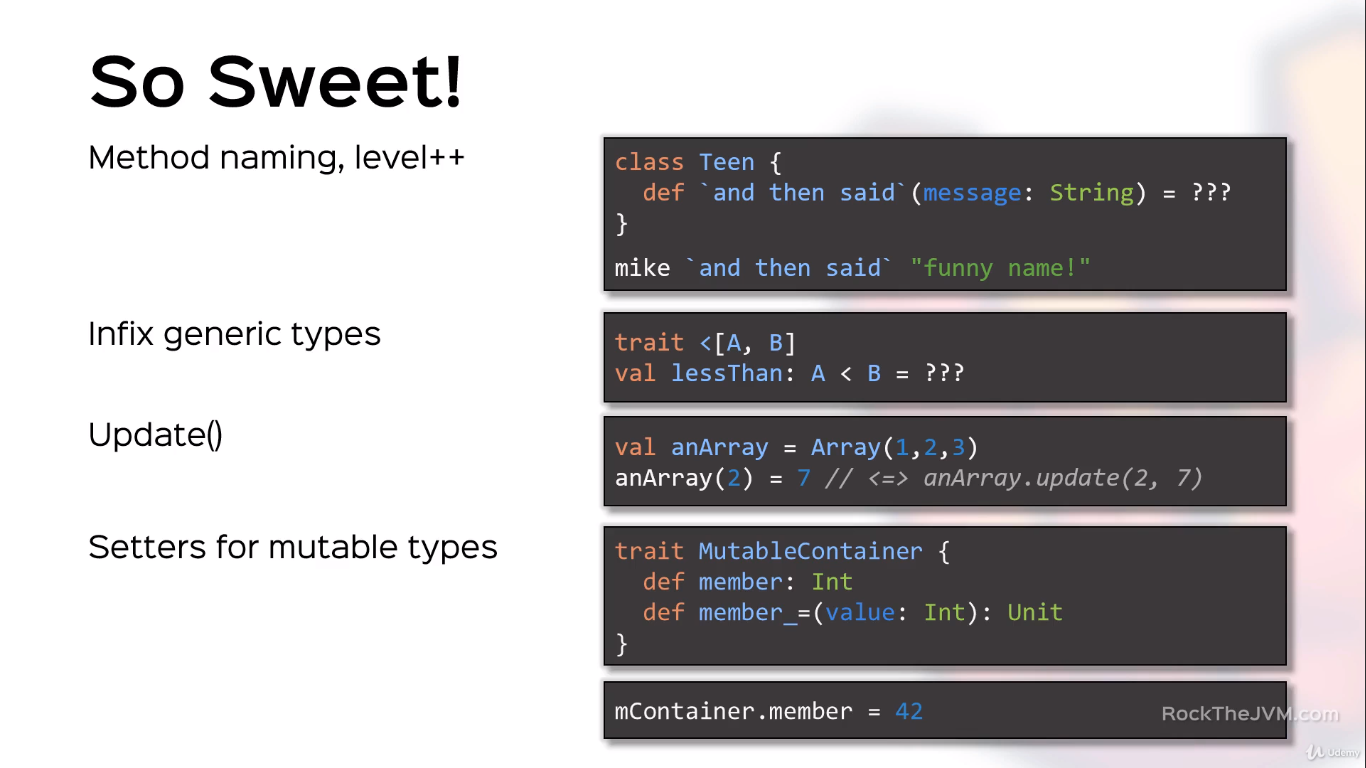 So Sweet!
Method naming, level++
class Teen {
  def `and then said`(message: String) = ???
}
mike `and then said` "funny name!"
Infix generic types
trait <[A, B]
val lessThan: A < B = ???
Update()
val anArray = Array(1,2,3)
anArray(2) = 7 // <=> anArray.update(2, 7)
Setters for mutable types
trait MutableContainer {
  def member: Int
  def member_=(value: Int): Unit
}
mContainer.member = 42
RockTheJVM.com
Udemy